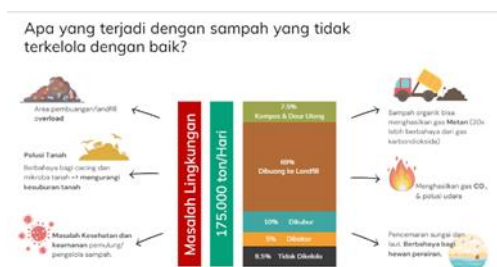 Apa yang terjadi dengan sampah yang tidak
terkelola dengan baik?
Area pembuangan/landfill
overload
Polusi Tanah
Berbahaya bagi cacing dan
mikroba tanah → mengurangi
kesuburan tanah
Masalah Kesehatan dan
keamanan pemulung/
pengelola sampah.
Masalah Lingkungan
175.000 ton/Hari
7.5%
Kompos & Daur Ulang
69%
Dibuang ke Landfill
10% Dikubur
5% Dibakar
8.5% Tidak Dikelola
Sampah organik bisa
menghasilkan gas Metan (20x
lebih berbahaya dari gas
karbondioksida)
Menghasilkan gas CO₂
& polusi udara
Pencemaran sungai dan
laut. Berbahaya bagi
hewan perairan.